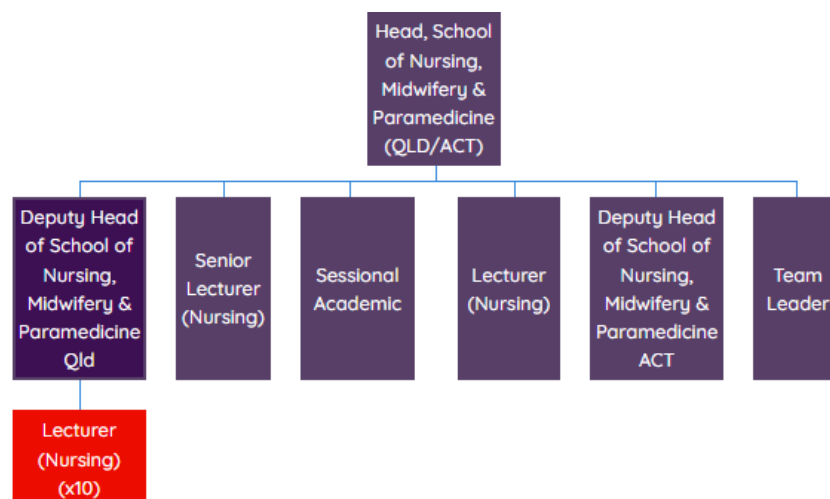 Head, School
of Nursing,
Midwifery &
Paramedicine
(QLD/ACT)
Deputy Head
of School of
Nursing,
Midwifery &
Paramedicine
Qld
Senior
Lecturer
(Nursing)
Sessional
Academic
Lecturer
(Nursing)
Deputy Head
of School of
Nursing,
Midwifery &
Paramedicine
ACT
Team
Leader
Lecturer
(Nursing)
(x10)